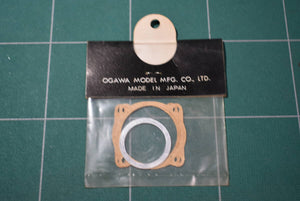 OGAWA MODEL MFG. CO., LTD.
MADE IN JAPAN